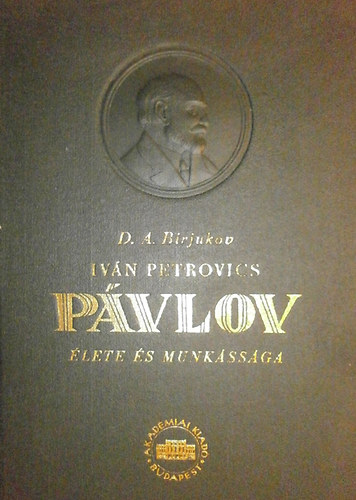 D. A. Birjukov
IVÁN PETROVICS
PÁVLOV
ÉLETE ÉS MUNKÁSSÁGA
AKADÉMIAI KIADÓ
BUDAPEST